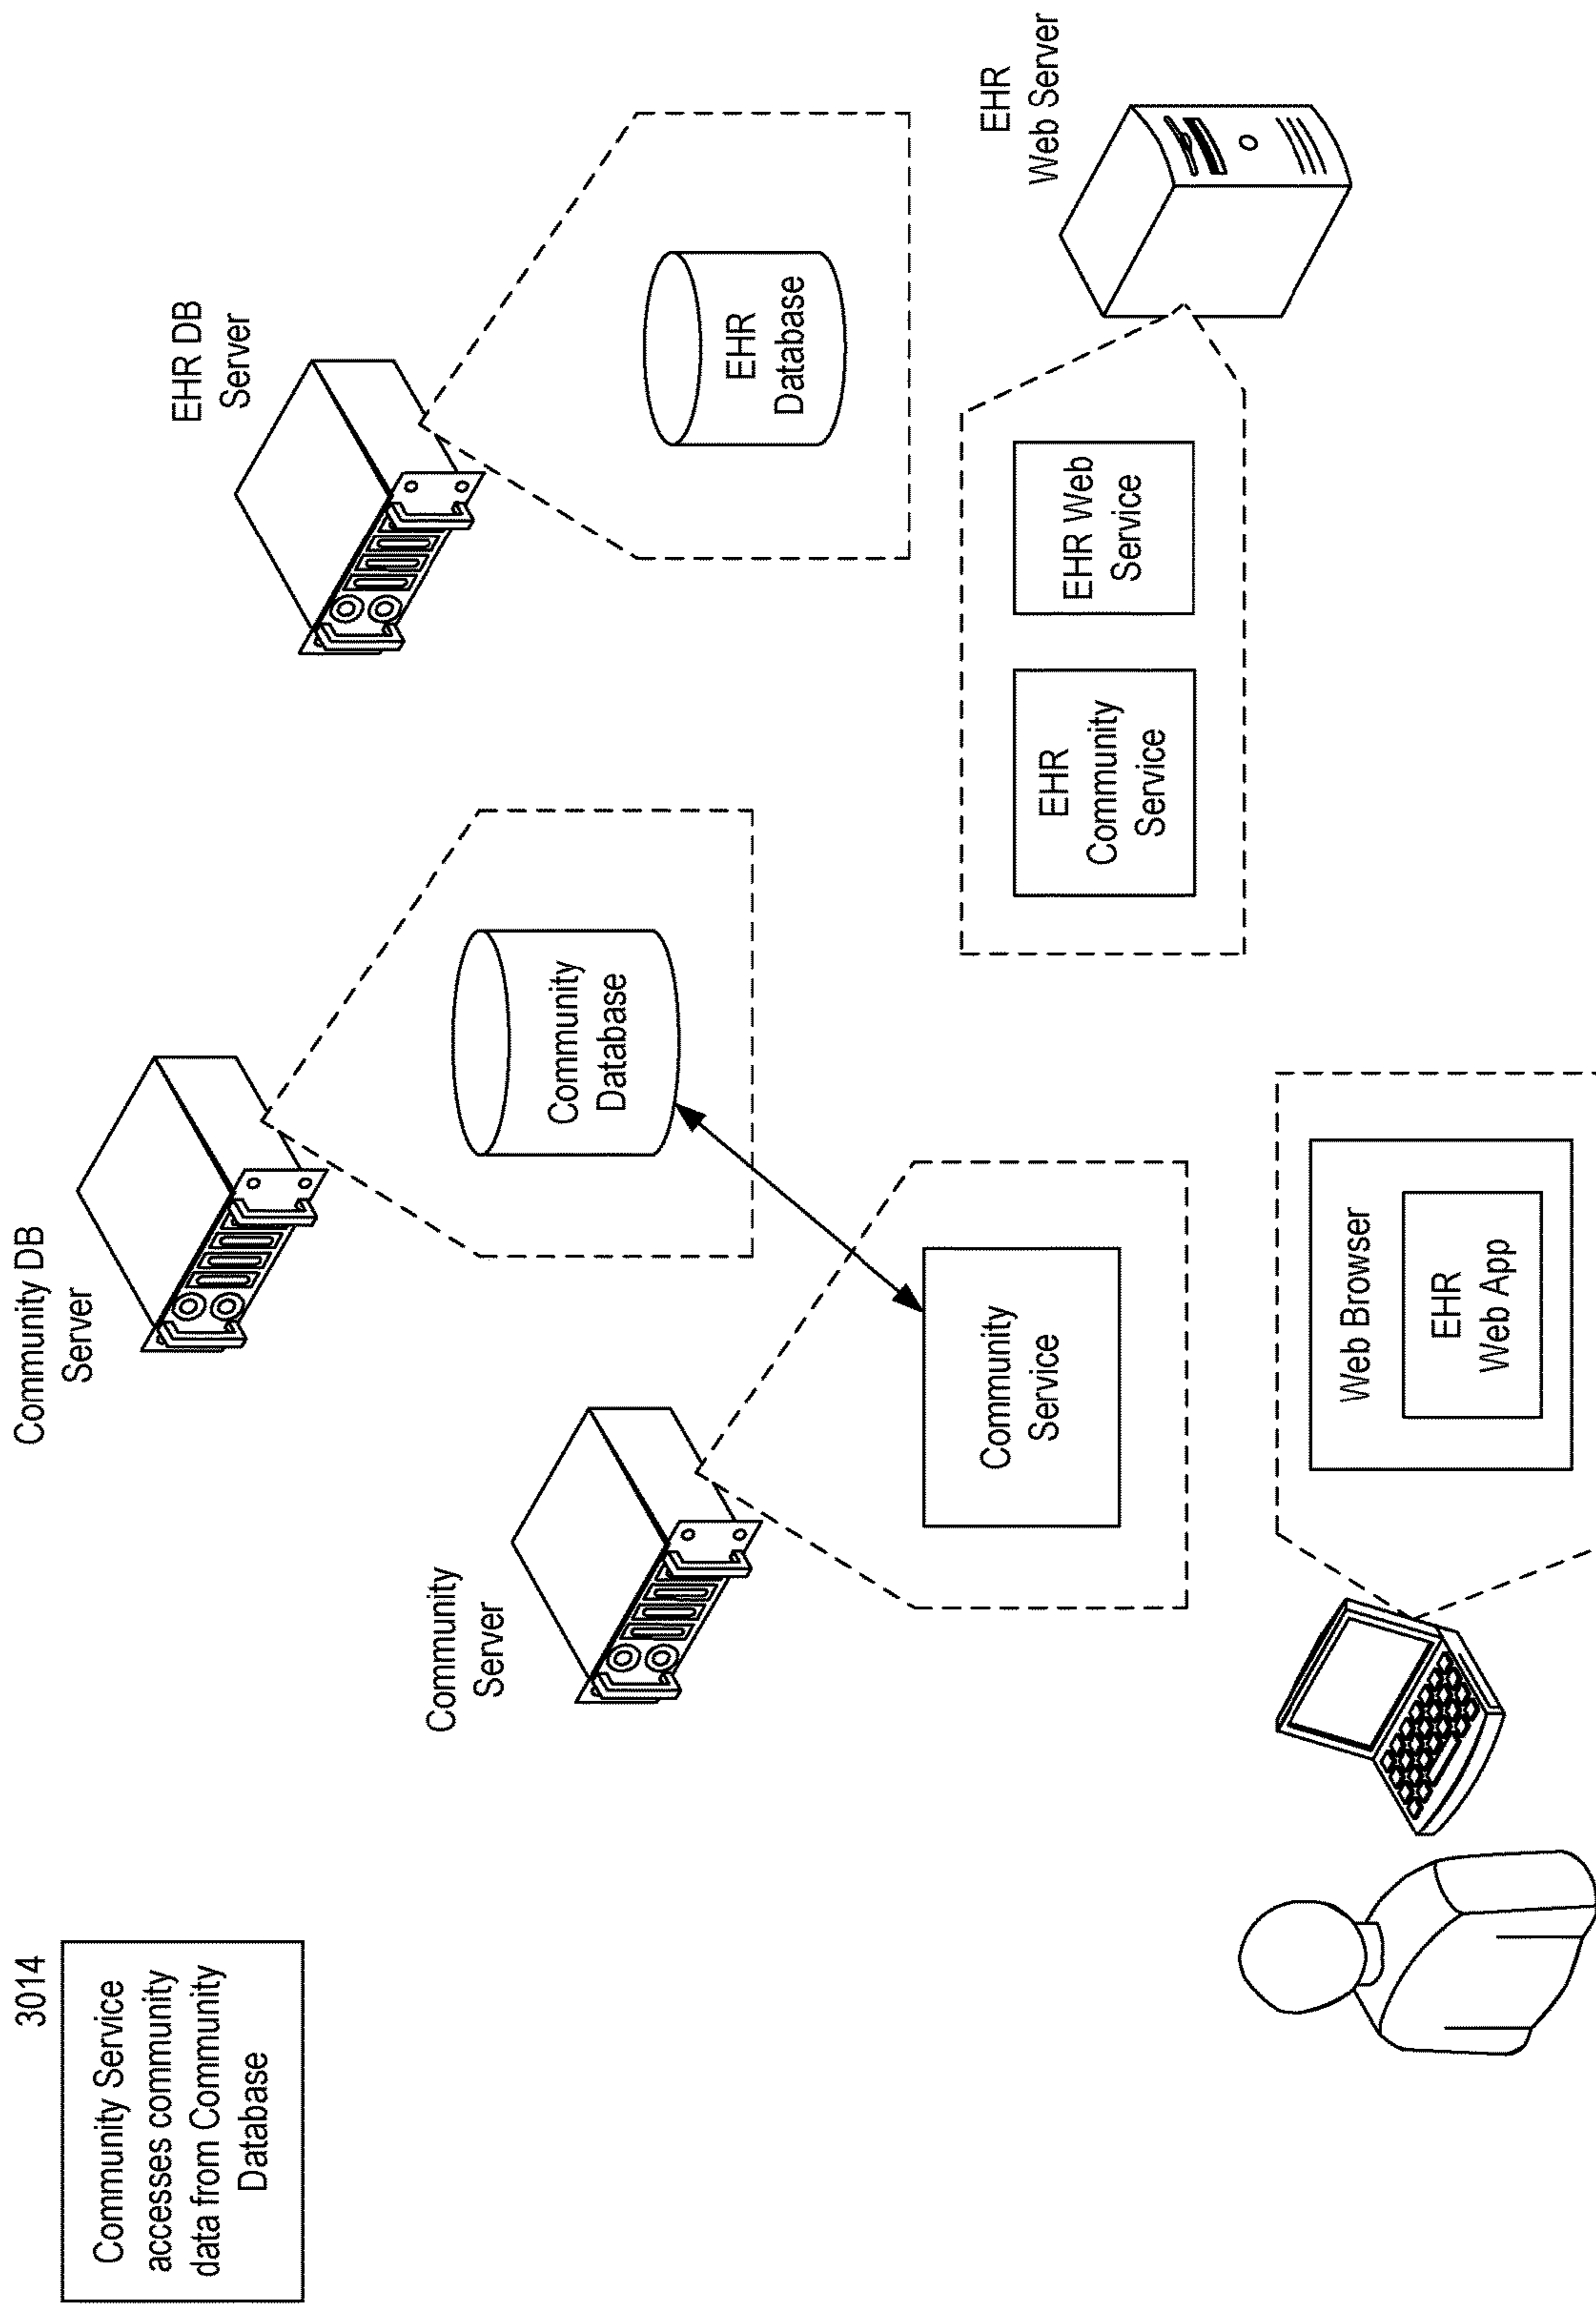 3014
Community Service
accesses community
data from Community
Database
Community DB
Server
EHR DB
Server
Community
Server
Community
Database
EHR
Database
Community
Service
EHR
Community
Service
EHR Web
Service
EHR
Web Server
Web Browser
EHR
Web App